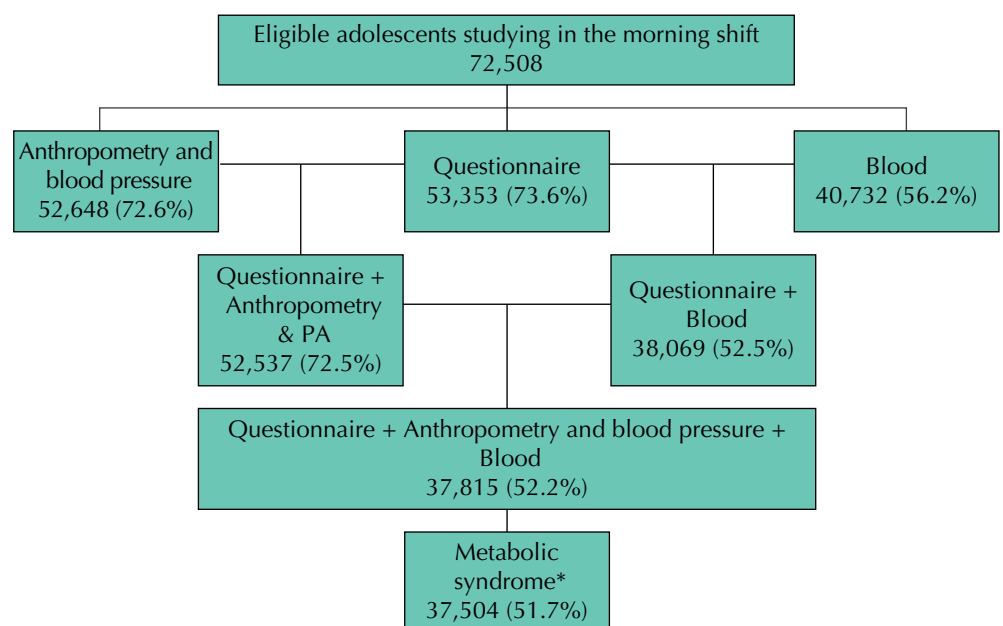 Eligible adolescents studying in the morning shift
72,508
Anthropometry and
blood pressure
52,648 (72.6%)
Questionnaire
53,353 (73.6%)
Blood
40,732 (56.2%)
Questionnaire +
Anthropometry
& PA
52,537 (72.5%)
Questionnaire +
Blood
38,069 (52.5%)
Questionnaire + Anthropometry and blood pressure +
Blood
37,815 (52.2%)
Metabolic
syndrome*
37,504 (51.7%)